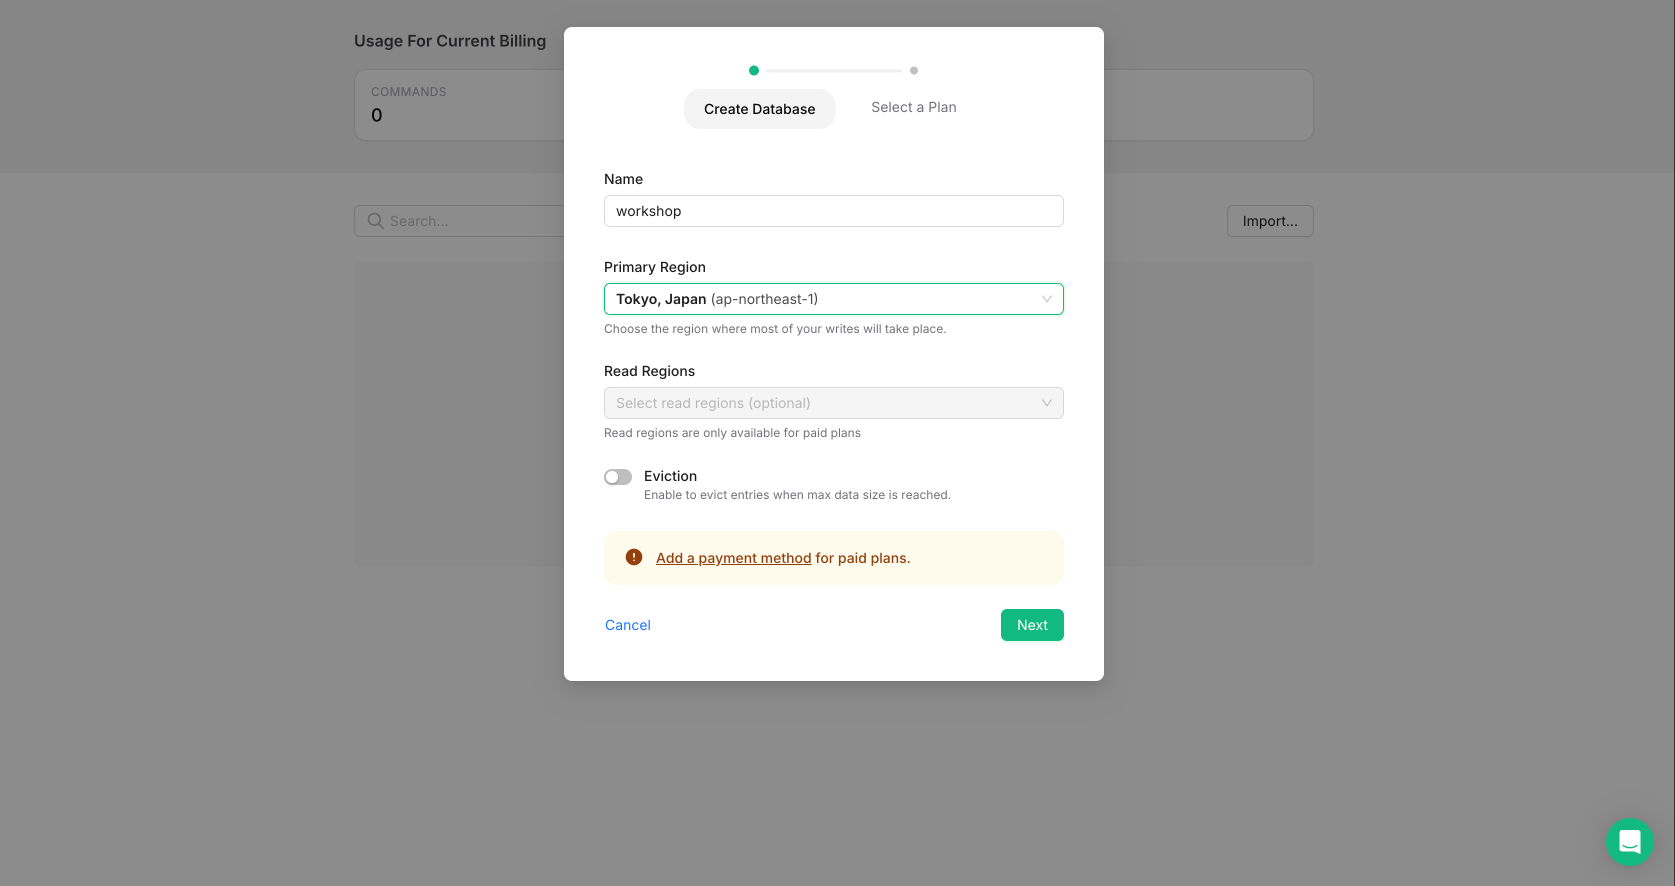 Usage For Current Billing
COMMANDS
0
Search...
Import...
Create Database
Select a Plan
Name
workshop
Primary Region
Tokyo, Japan (ap-northeast-1)
Choose the region where most of your writes will take place.
Read Regions
Select read regions (optional)
Read regions are only available for paid plans
Eviction
Enable to evict entries when max data size is reached.
Add a payment method for paid plans.
Cancel
Next